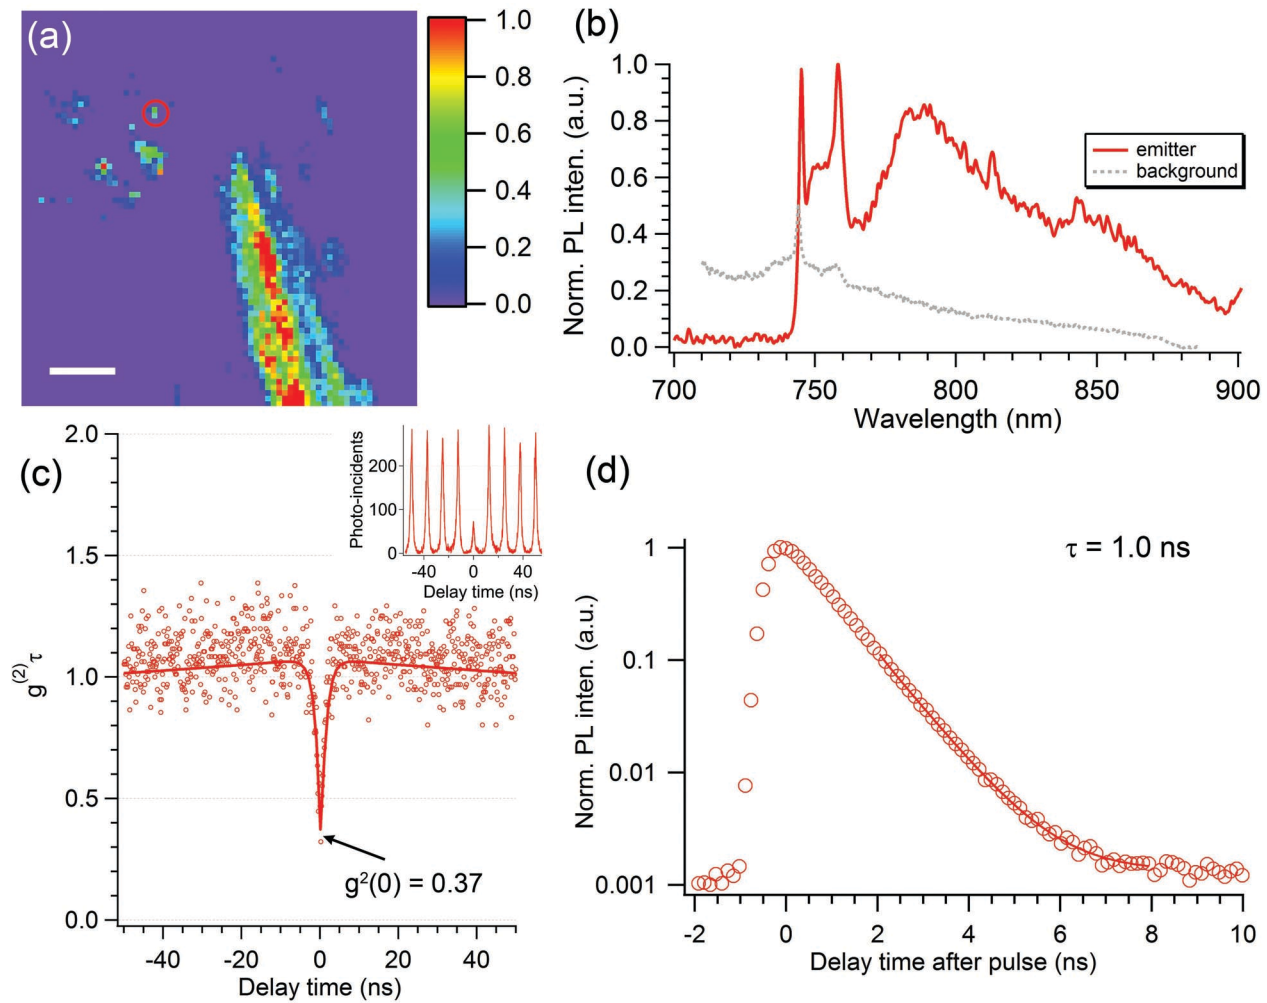 (a)
1.0
0.8
0.6
0.4
0.2
0.0
(b)
Norm. PL inten. (a.u.)
1.0
0.8
0.6
0.4
0.2
0.0
emitter
background
700 750 800 850 900
Wavelength (nm)
(c)
g(2)τ
2.0
1.5
1.0
0.5
0.0
Photo-incidents
200
100
0
-40 0 40
Delay time (ns)
g²(0) = 0.37
-40 -20 0 20 40
Delay time (ns)
(d)
Norm. PL inten. (a.u.)
1
0.1
0.01
0.001
τ = 1.0 ns
-2 0 2 4 6 8 10
Delay time after pulse (ns)